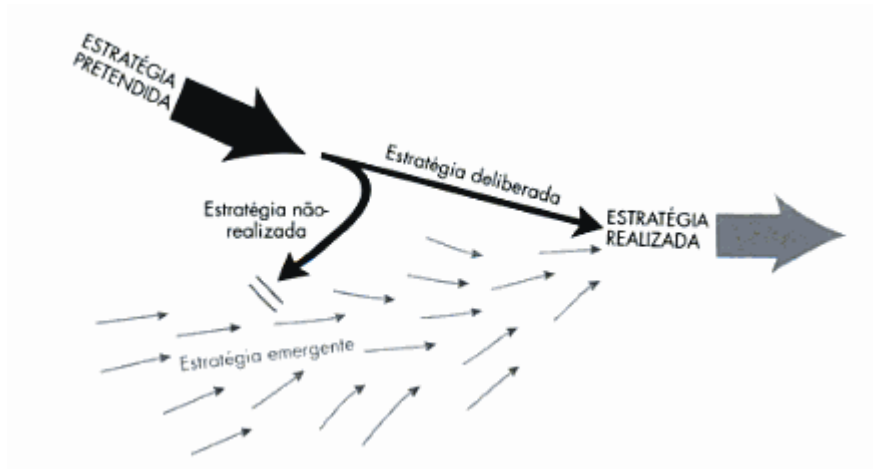 ESTRATÉGIA
PRETENDIDA
Estratégia deliberada
Estratégia não-
realizada
ESTRATÉGIA
REALIZADA
Estratégia emergente